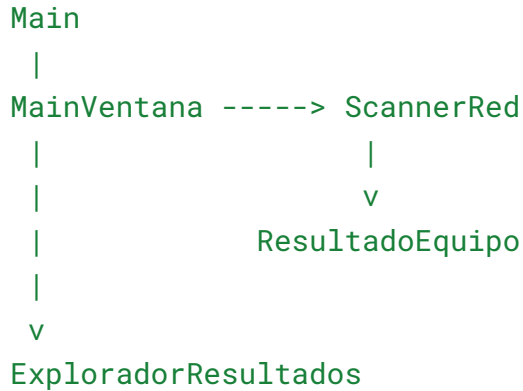 Main
 |
MainVentana -----> ScannerRed
 |                     |
 |                     v
 |              ResultadoEquipo
 |
 v
ExploradorResultados